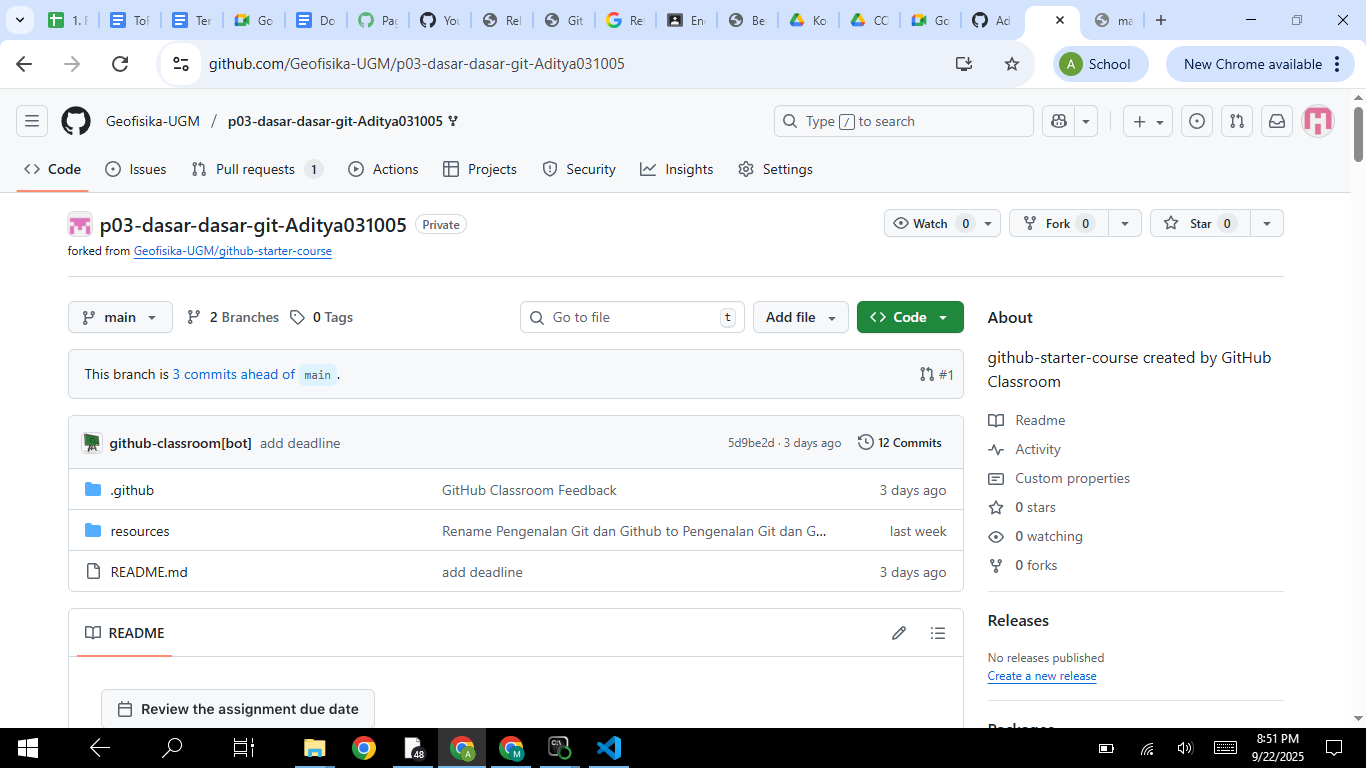 1. F
ToF
Ter
Go
Do
Pag
You
Rel
Git
Re
End
Be
Ko
CO
Go
Ad
ma
github.com/Geofisika-UGM/p03-dasar-dasar-git-Aditya031005
A
School
New Chrome available
Geofisika-UGM / p03-dasar-dasar-git-Aditya031005
Type / to search
Code
Issues
Pull requests 1
Actions
Projects
Security
Insights
Settings
p03-dasar-dasar-git-Aditya031005 Private
forked from Geofisika-UGM/github-starter-course
Watch 0
Fork 0
Star 0
main
2 Branches
0 Tags
Go to file t
Add file
Code
This branch is 3 commits ahead of main .
#1
github-classroom[bot] add deadline
5d9be2d · 3 days ago
12 Commits
.github GitHub Classroom Feedback 3 days ago
resources Rename Pengenalan Git dan Github to Pengenalan Git dan G... last week
README.md add deadline 3 days ago
README
Review the assignment due date
About
github-starter-course created by GitHub
Classroom
Readme
Activity
Custom properties
0 stars
0 watching
0 forks
Releases
No releases published
Create a new release
Packages
48
A
M
8:51 PM
9/22/2025